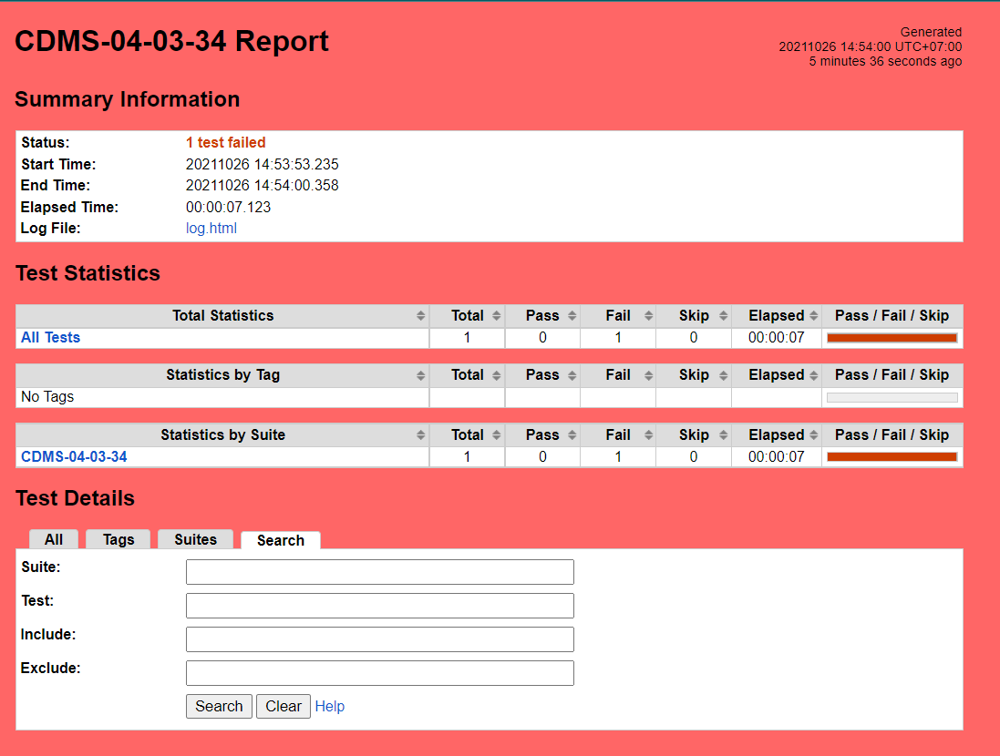 CDMS-04-03-34 Report
Generated
20211026 14:54:00 UTC+07:00
5 minutes 36 seconds ago
Summary Information
Status: 1 test failed
Start Time: 20211026 14:53:53.235
End Time: 20211026 14:54:00.358
Elapsed Time: 00:00:07.123
Log File: log.html
Test Statistics
Total Statistics Total Pass Fail Skip Elapsed Pass / Fail / Skip
All Tests 1 0 1 0 00:00:07
Statistics by Tag Total Pass Fail Skip Elapsed Pass / Fail / Skip
No Tags
Statistics by Suite Total Pass Fail Skip Elapsed Pass / Fail / Skip
CDMS-04-03-34 1 0 1 0 00:00:07
Test Details
All Tags Suites Search
Suite:
Test:
Include:
Exclude:
Search Clear Help